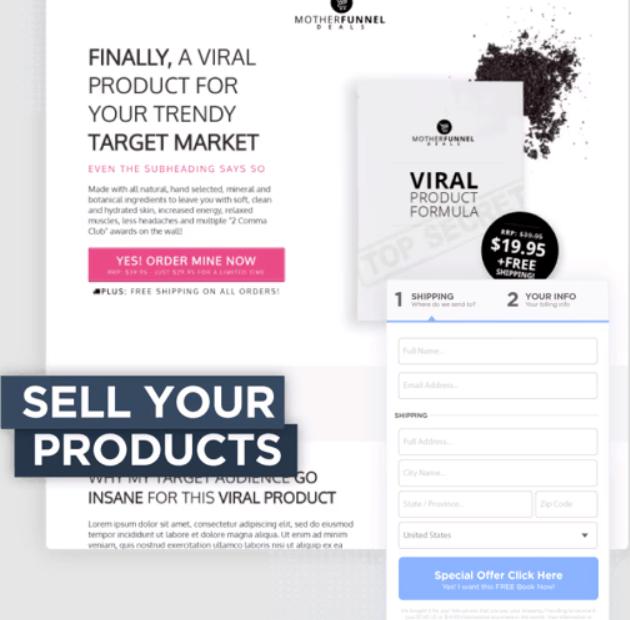 MOTHERFUNNEL
DEALS
FINALLY, A VIRAL
PRODUCT FOR
YOUR TRENDY
TARGET MARKET
EVEN THE SUBHEADING SAYS SO
Made with all natural, hand selected, mineral and
botanical ingredients to leave you with soft, clean
and hydrated skin, increased energy, relaxed
muscles, less headaches and multiple "2 Comma
Club" awards on the wall!
YES! ORDER MINE NOW
RRP: $39.95 - JUST $29.95 FOR A LIMITED TIME
PLUS: FREE SHIPPING ON ALL ORDERS!
MOTHERFUNNEL
DEALS
VIRAL
PRODUCT
FORMULA
TOP SECRET
RRP: $39.95
$19.95
+FREE
SHIPPING!
1 SHIPPING
Where do we send to?
2 YOUR INFO
Your billing info
Full Name...
Email Address...
SHIPPING
Full Address...
City Name...
State / Province...
Zip Code
United States
Special Offer Click Here
Yes! I want this FREE Book Now!
SELL YOUR
PRODUCTS
WHY MY TARGET AUDIENCE GO
INSANE FOR THIS VIRAL PRODUCT
Lorem ipsum dolor sit amet, consectetur adipiscing elit, sed do eiusmod
tempor incididunt ut labore et dolore magna aliqua. Ut enim ad minim
veniam, quis nostrud exercitation ullamco laboris nisi ut aliquip ex ea